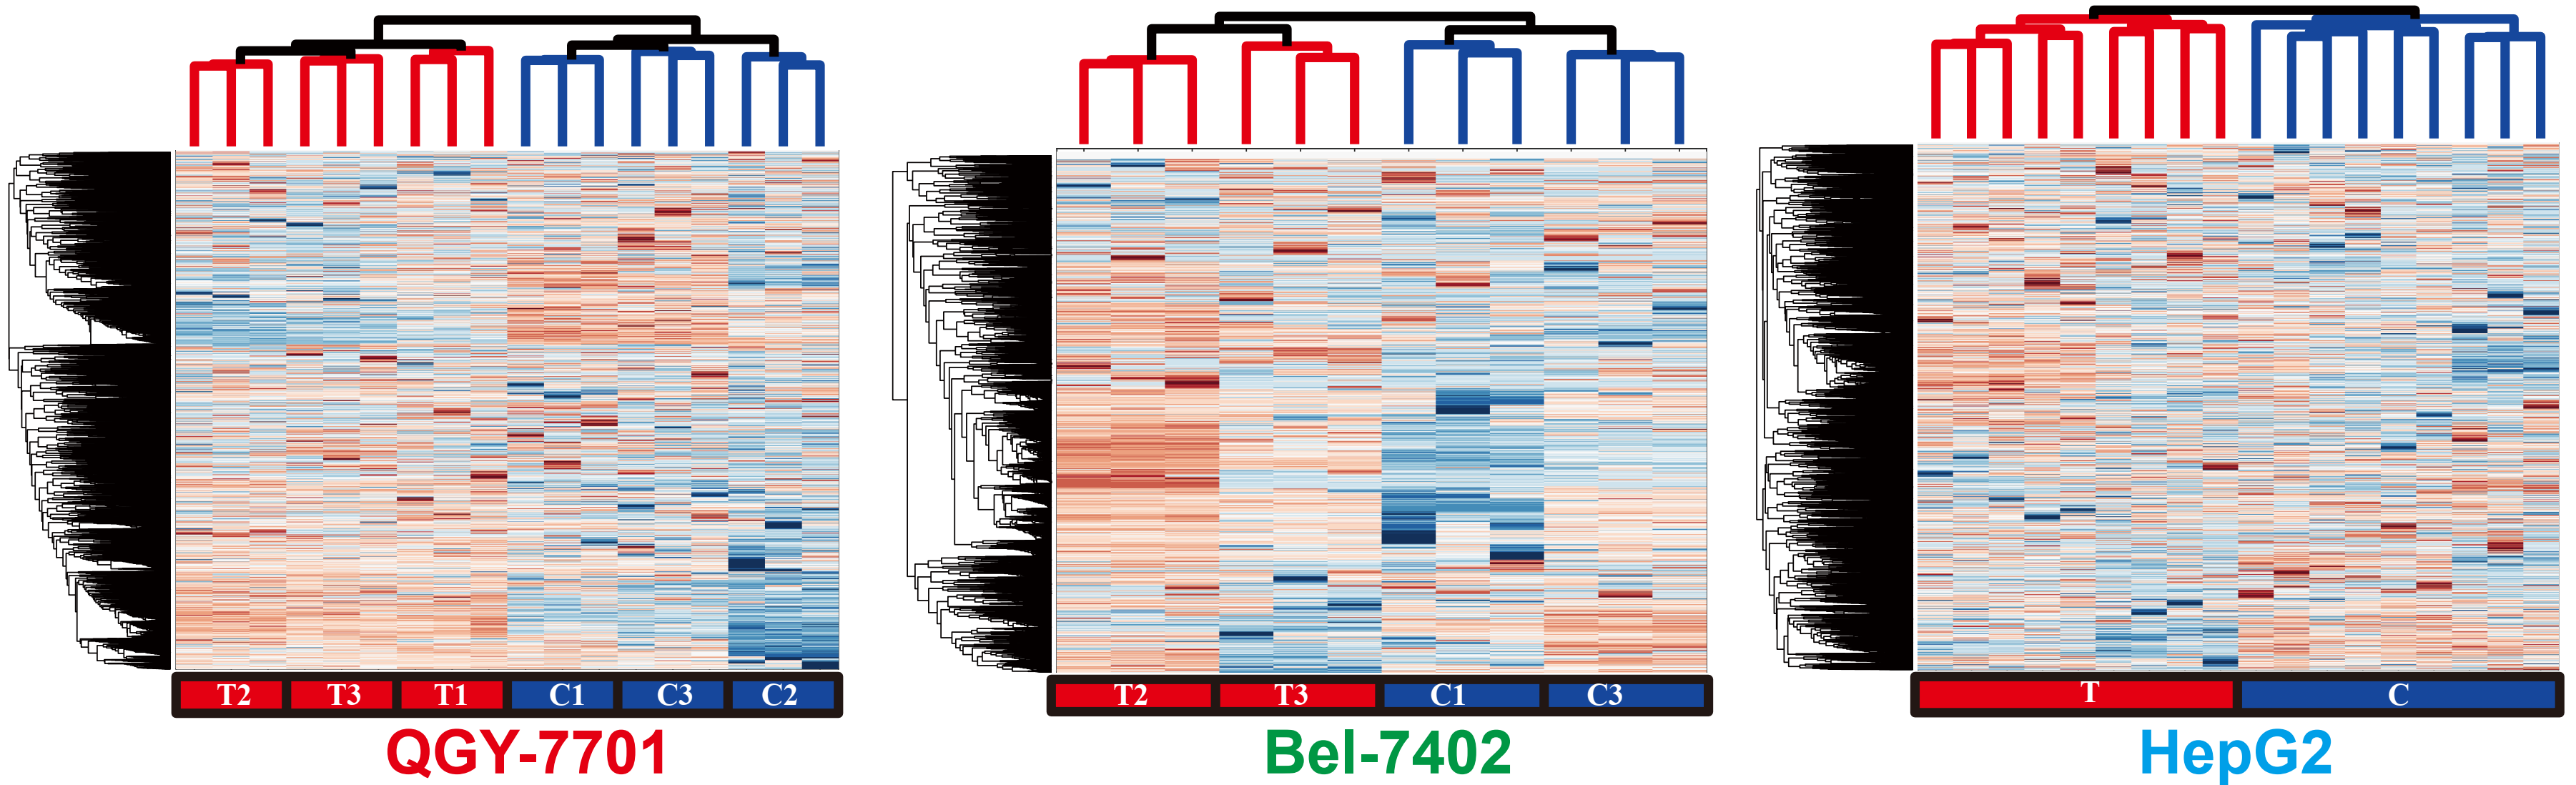 T2 T3 T1 C1 C3 C2
QGY-7701
T2 T3 C1 C3
Bel-7402
T C
HepG2